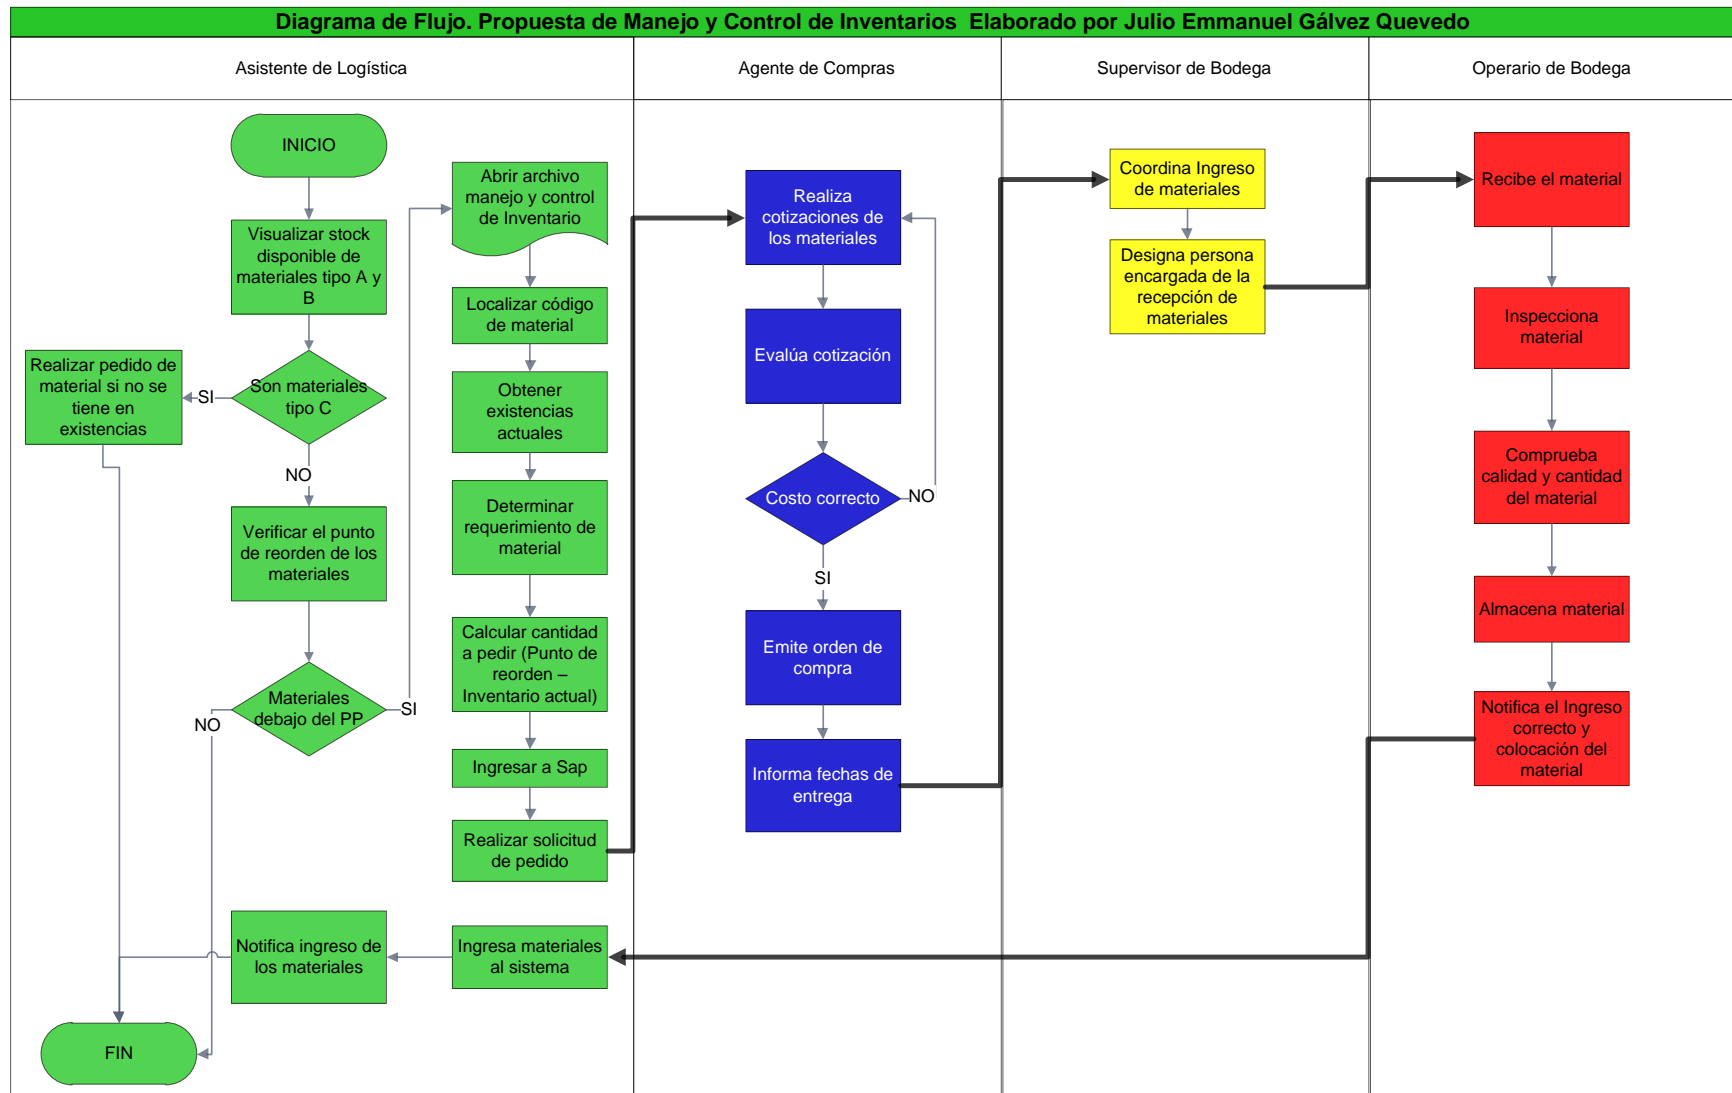 Diagrama de Flujo. Propuesta de Manejo y Control de Inventarios  Elaborado por Julio Emmanuel Gálvez Quevedo
Asistente de Logística
Agente de Compras
Supervisor de Bodega
Operario de Bodega
INICIO
Visualizar stock
disponible de
materiales tipo A y
B
Son materiales
tipo C
SI
Realizar pedido de
material si no se
tiene en
existencias
NO
Verificar el punto
de reorden de los
materiales
Materiales
debajo del PP
NO
SI
Abrir archivo
manejo y control
de Inventario
Localizar código
de material
Obtener
existencias
actuales
Determinar
requerimiento de
material
Calcular cantidad
a pedir (Punto de
reorden –
Inventario actual)
Ingresar a Sap
Realizar solicitud
de pedido
Realiza
cotizaciones de
los materiales
Evalúa cotización
Costo correcto
NO
SI
Emite orden de
compra
Informa fechas de
entrega
Coordina Ingreso
de materiales
Designa persona
encargada de la
recepción de
materiales
Recibe el material
Inspecciona
material
Comprueba
calidad y cantidad
del material
Almacena material
Notifica el Ingreso
correcto y
colocación del
material
Ingresa materiales
al sistema
Notifica ingreso de
los materiales
FIN